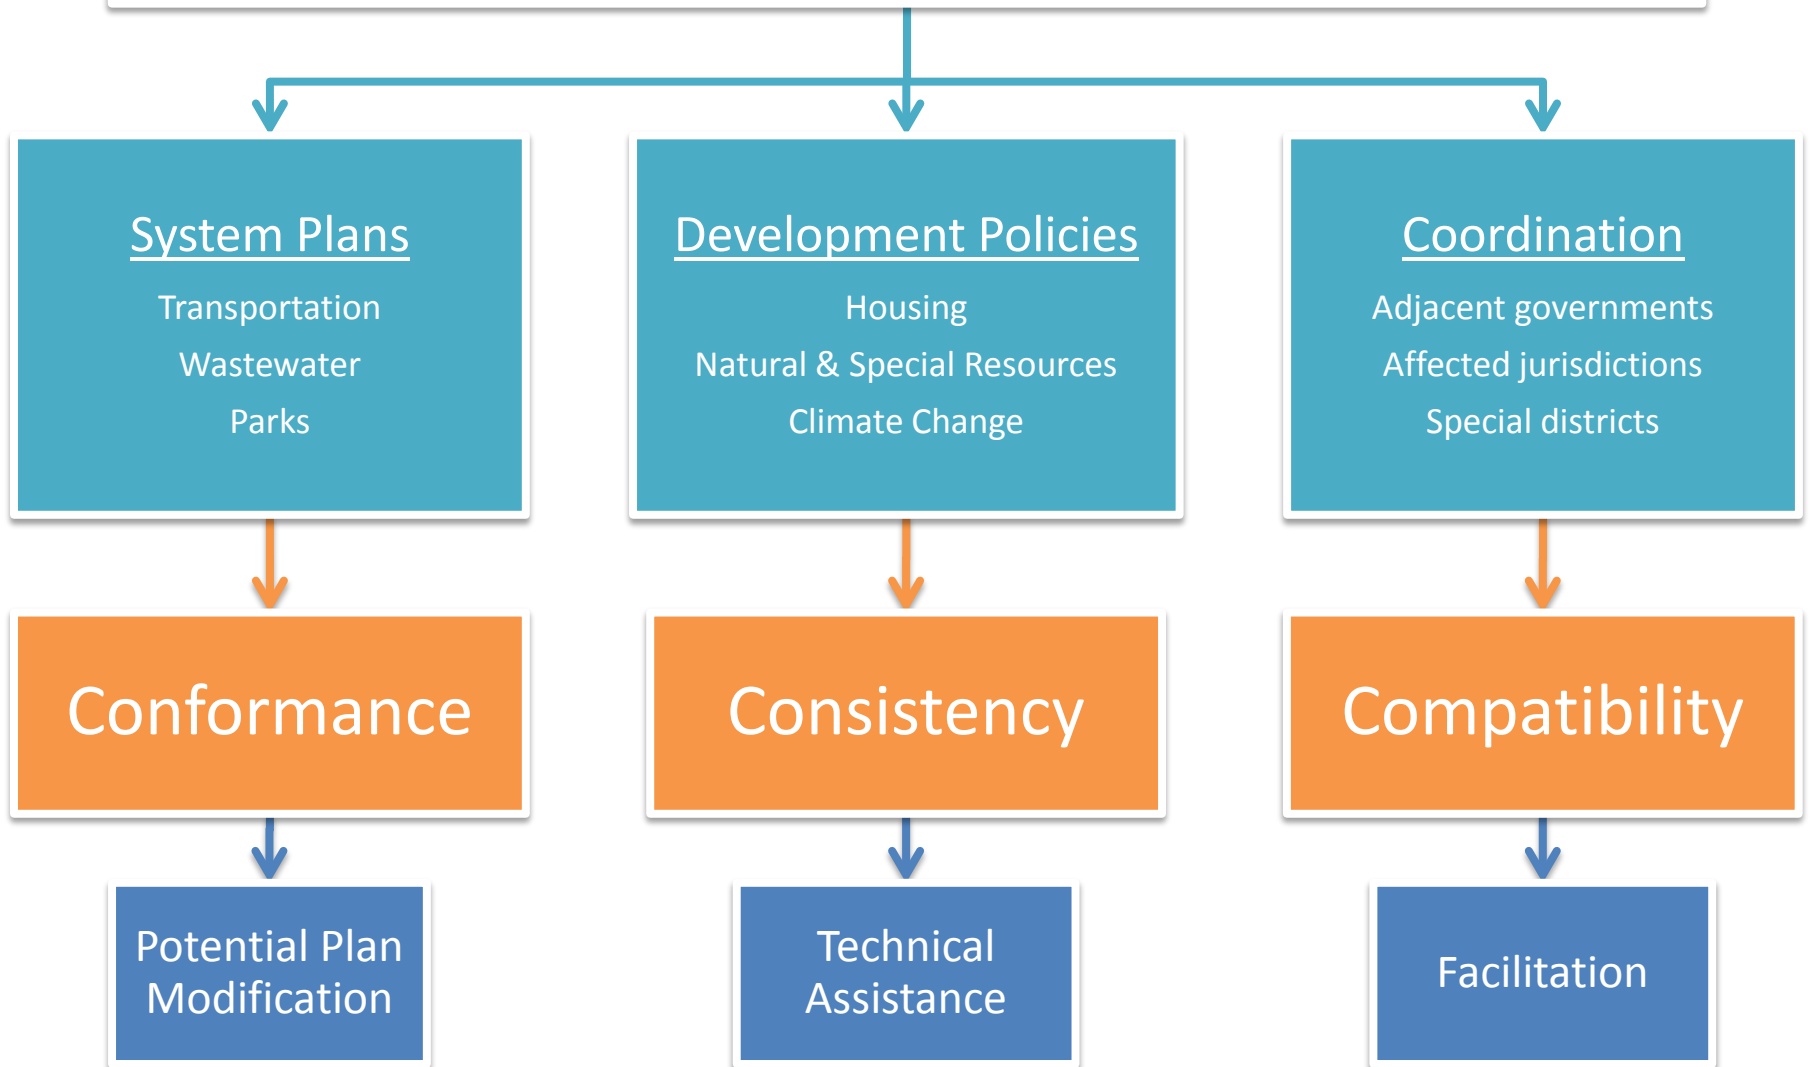 System Plans
Transportation
Wastewater
Parks
Development Policies
Housing
Natural & Special Resources
Climate Change
Coordination
Adjacent governments
Affected jurisdictions
Special districts
Conformance
Consistency
Compatibility
Potential Plan
Modification
Technical
Assistance
Facilitation